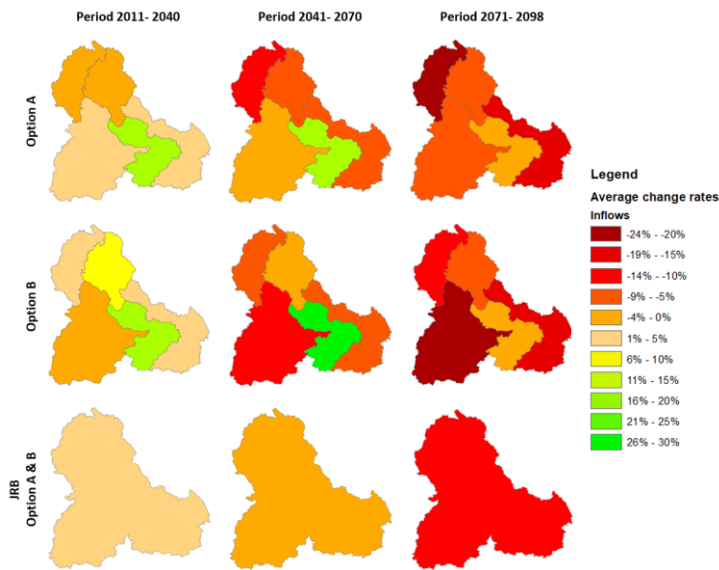 Period 2011- 2040
Period 2041- 2070
Period 2071- 2098
Option A
Option B
JRB
Option A & B
Legend
Average change rates
Inflows
-24% - -20%
-19% - -15%
-14% - -10%
-9% - -5%
-4% - 0%
1% - 5%
6% - 10%
11% - 15%
16% - 20%
21% - 25%
26% - 30%